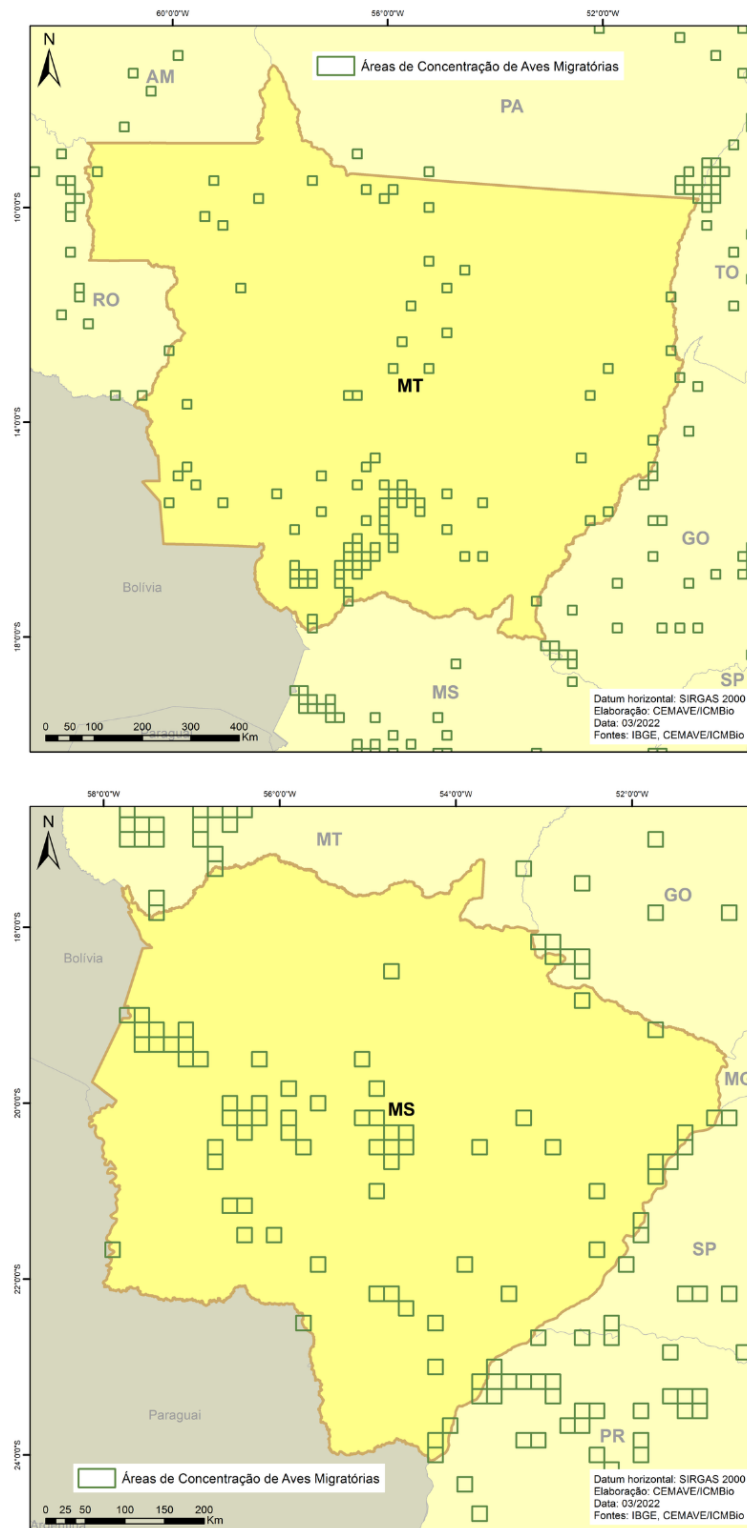 60°0'0"O 56°0'0"O 52°0'0"O
N
Áreas de Concentração de Aves Migratórias
AM
PA
10°0'0"S
TO
RO
MT
14°0'0"S
GO
Bolívia
18°0'0"S
SP
MS
Datum horizontal: SIRGAS 2000
Elaboração: CEMAVE/ICMBio
Data: 03/2022
Fontes: IBGE, CEMAVE/ICMBio
0 50 100 200 300 400
Km
Paraguai
58°0'0"O 56°0'0"O 54°0'0"O 52°0'0"O
N
MT
GO
18°0'0"S
Bolívia
MG
20°0'0"S
MS
SP
22°0'0"S
Paraguai
PR
24°0'0"S
Áreas de Concentração de Aves Migratórias
Datum horizontal: SIRGAS 2000
Elaboração: CEMAVE/ICMBio
Data: 03/2022
Fontes: IBGE, CEMAVE/ICMBio
0 25 50 100 150 200
Km
Argentina